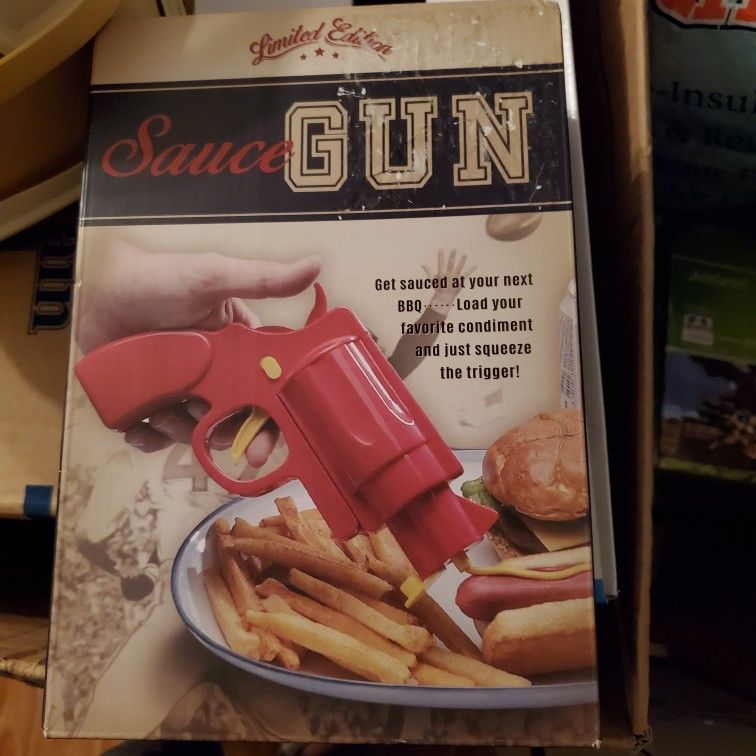 Limited Edition
Sauce GUN
Get sauced at your next
BBQ······Load your
favorite condiment
and just squeeze
the trigger!
-Insu